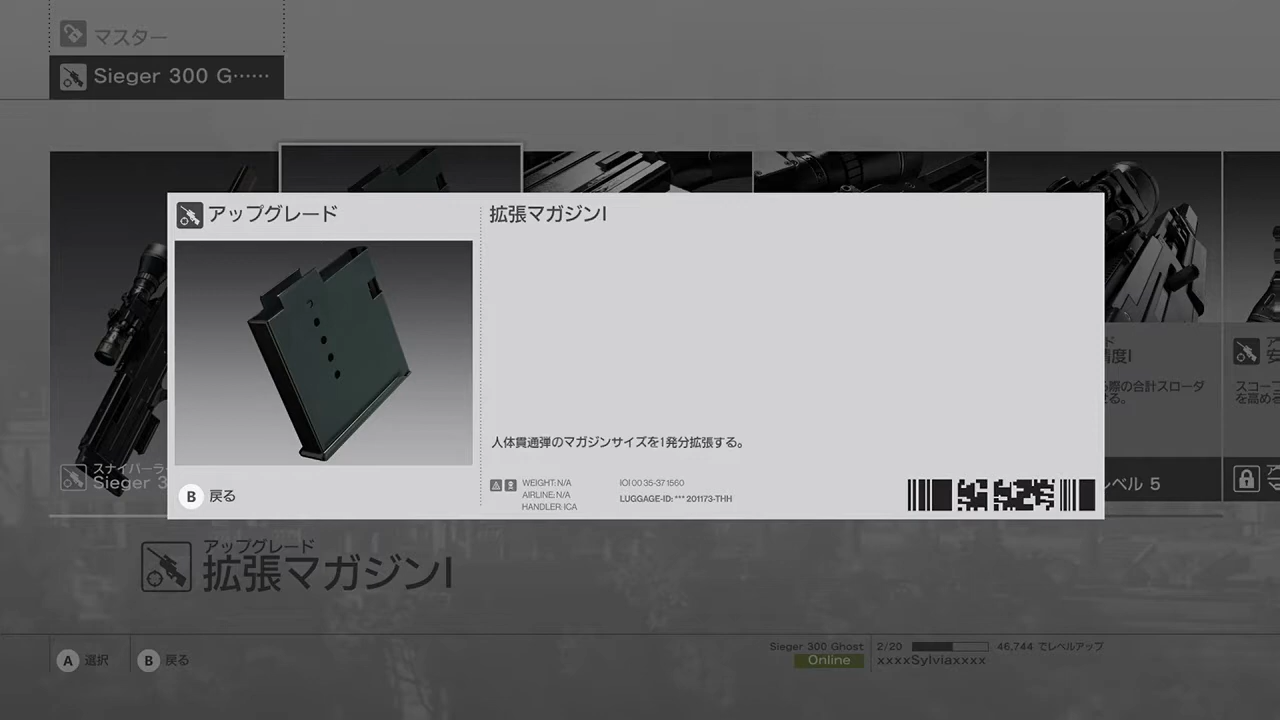 マスター
Sieger 300 G……
アップグレード
拡張マガジンI
人体貫通弾のマガジンサイズを1発分拡張する。
WEIGHT: N/A
AIRLINE: N/A
HANDLER: ICA
IOI 00 35-37 1560
LUGGAGE-ID: *** 201173-THH
B 戻る
スナイパーラ
Sieger 3
ド
精度I
る際の合計スローダ
せる。
ベル 5
スコープ
を高める
アップグレード
拡張マガジンI
A 選択
B 戻る
Sieger 300 Ghost
Online
2/20
46,744 でレベルアップ
xxxxSylviaxxxx